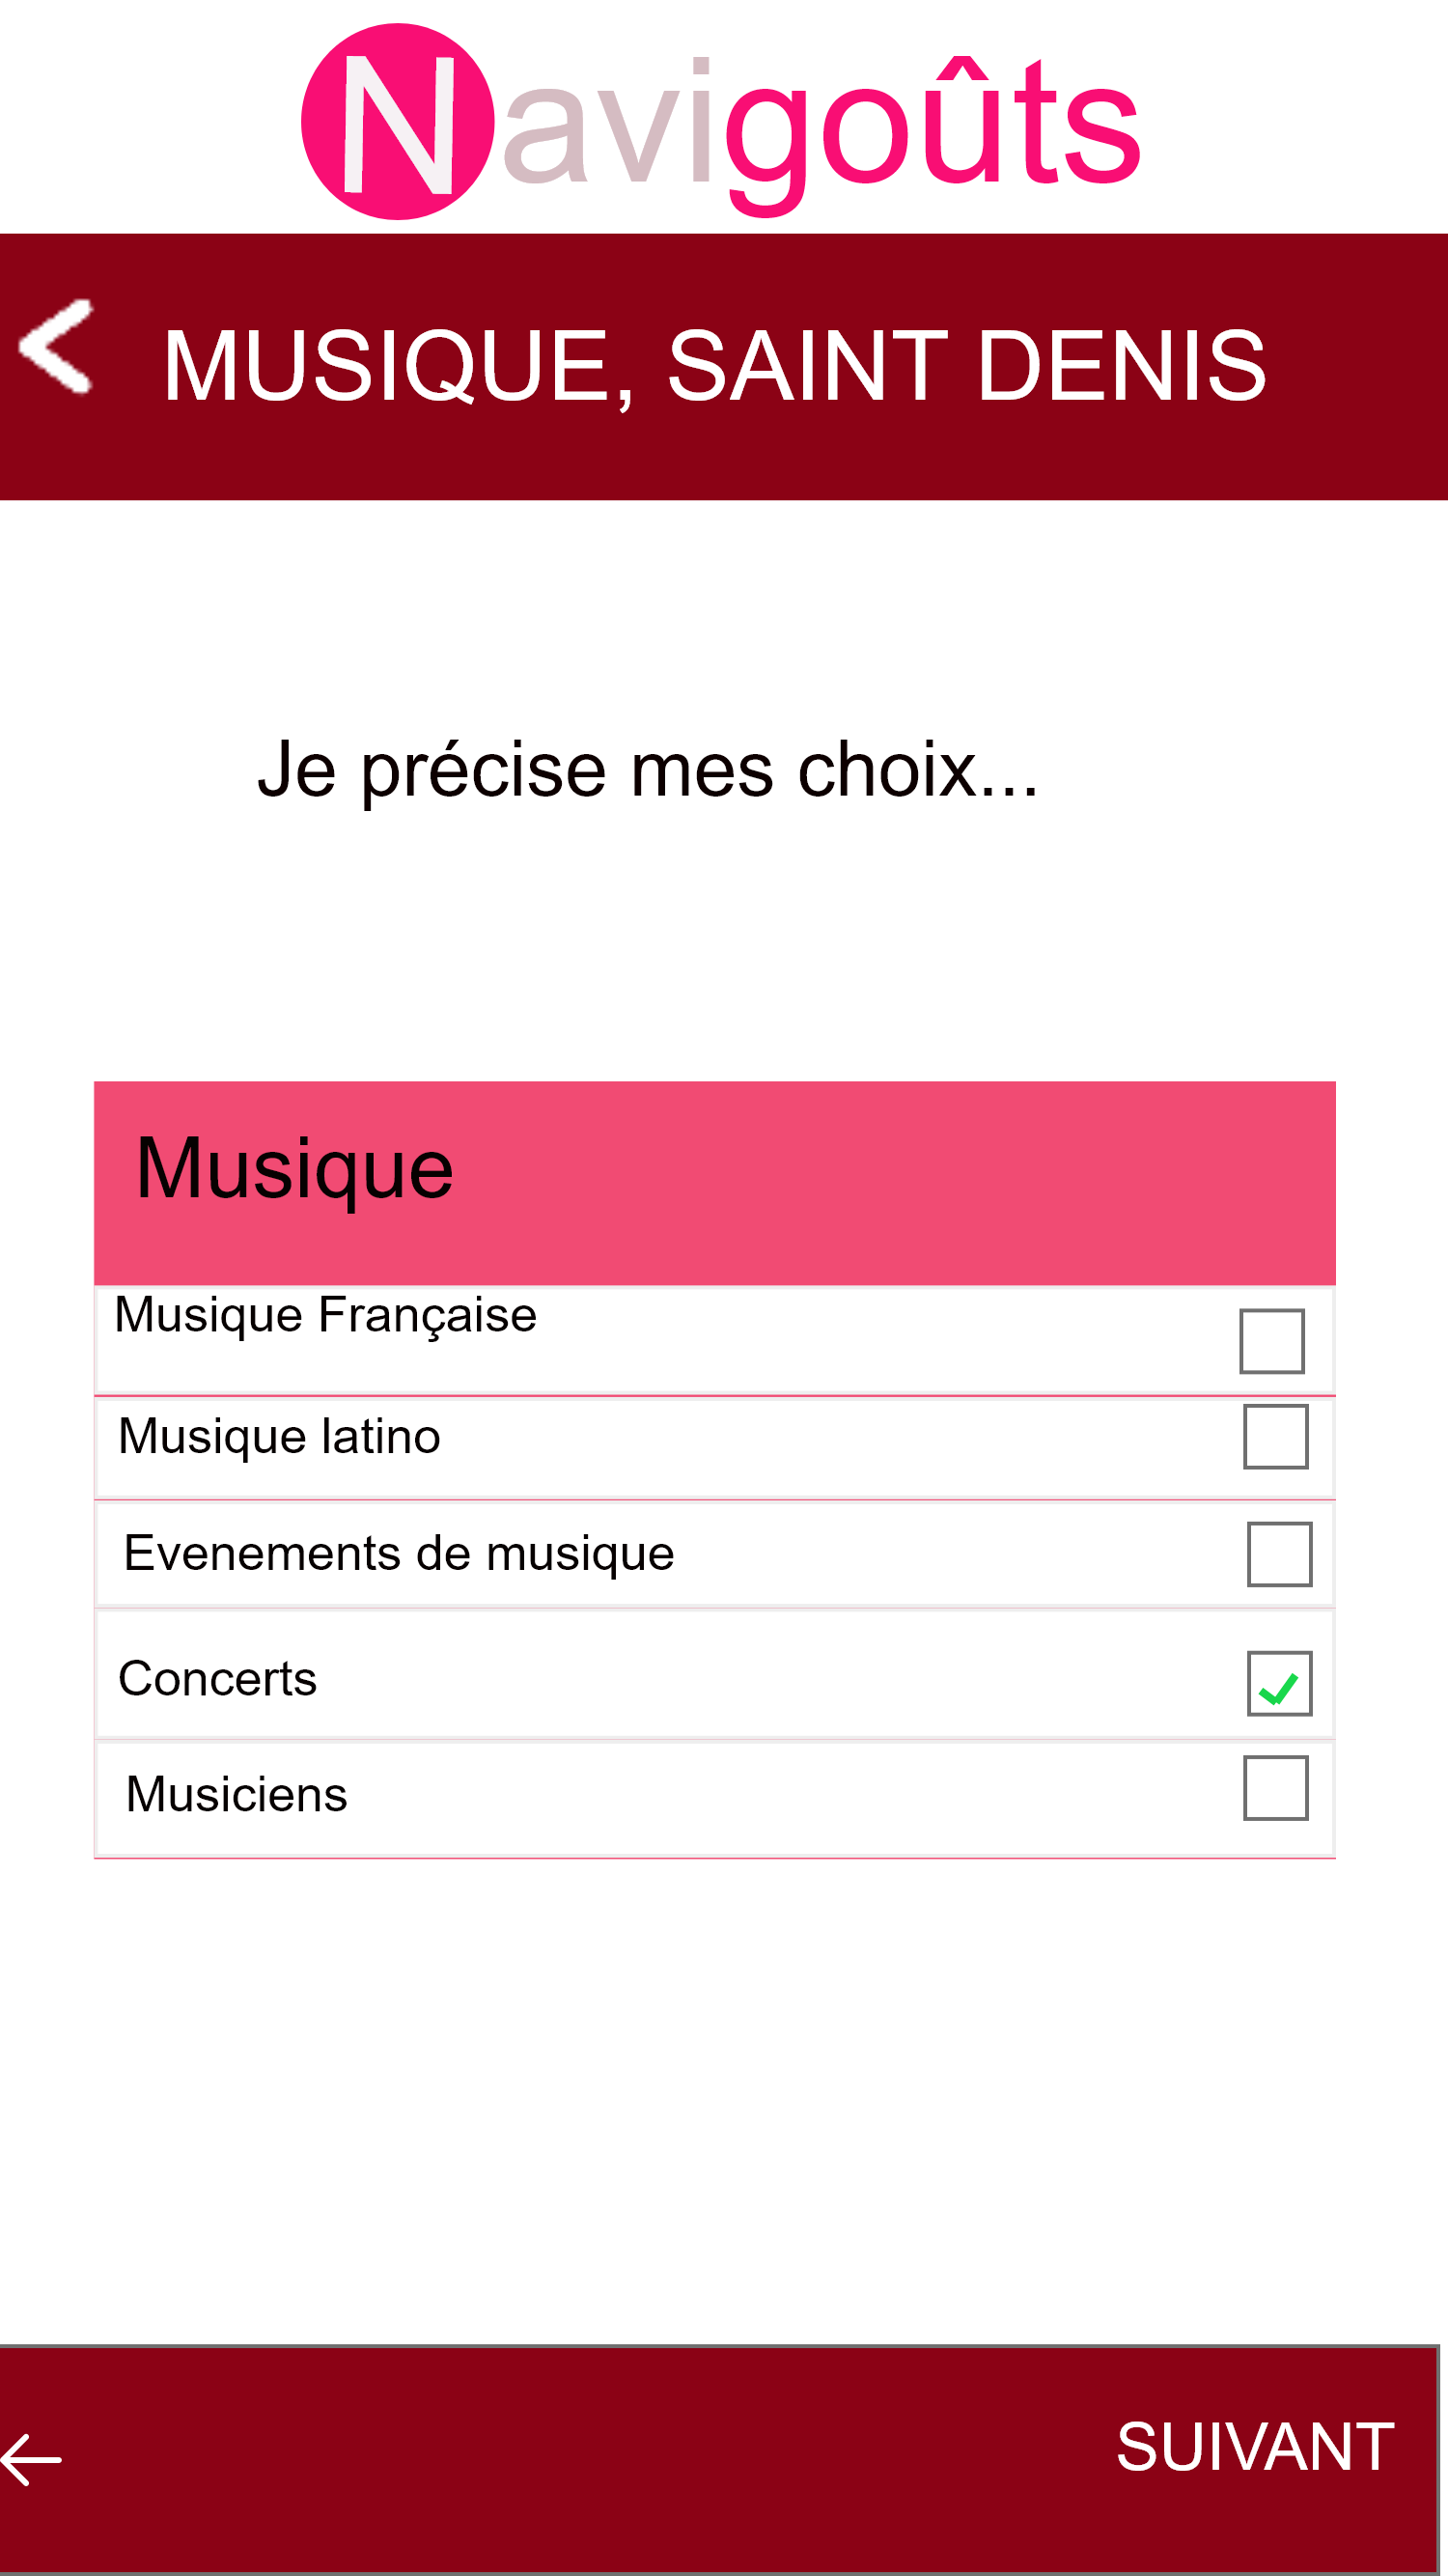 Navigoûts
MUSIQUE, SAINT DENIS
Je précise mes choix...
Musique
Musique Française
Musique latino
Evenements de musique
Concerts
Musiciens
SUIVANT